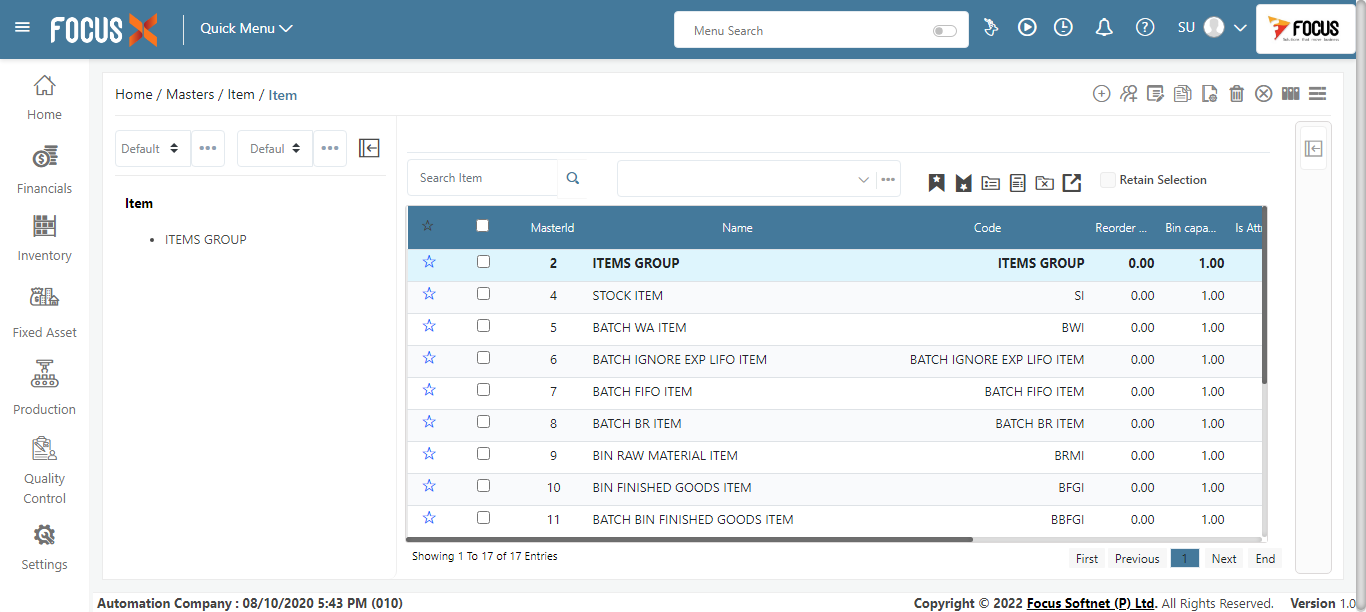 FOCUS X
Quick Menu
Menu Search
SU
FOCUS
Home / Masters / Item / Item
Home
Financials
Inventory
Fixed Asset
Production
Quality
Control
Settings
Default
Defaul
Item
ITEMS GROUP
Search Item
Retain Selection
MasterId Name Code Reorder ... Bin capa... Is Attr
2 ITEMS GROUP ITEMS GROUP 0.00 1.00
4 STOCK ITEM SI 0.00 1.00
5 BATCH WA ITEM BWI 0.00 1.00
6 BATCH IGNORE EXP LIFO ITEM BATCH IGNORE EXP LIFO ITEM 0.00 1.00
7 BATCH FIFO ITEM BATCH FIFO ITEM 0.00 1.00
8 BATCH BR ITEM BATCH BR ITEM 0.00 1.00
9 BIN RAW MATERIAL ITEM BRMI 0.00 1.00
10 BIN FINISHED GOODS ITEM BFGI 0.00 1.00
11 BATCH BIN FINISHED GOODS ITEM BBFGI 0.00 1.00
Showing 1 To 17 of 17 Entries
First Previous 1 Next End
Automation Company : 08/10/2020 5:43 PM (010)
Copyright © 2022 Focus Softnet (P) Ltd. All Rights Reserved. Version 1.0